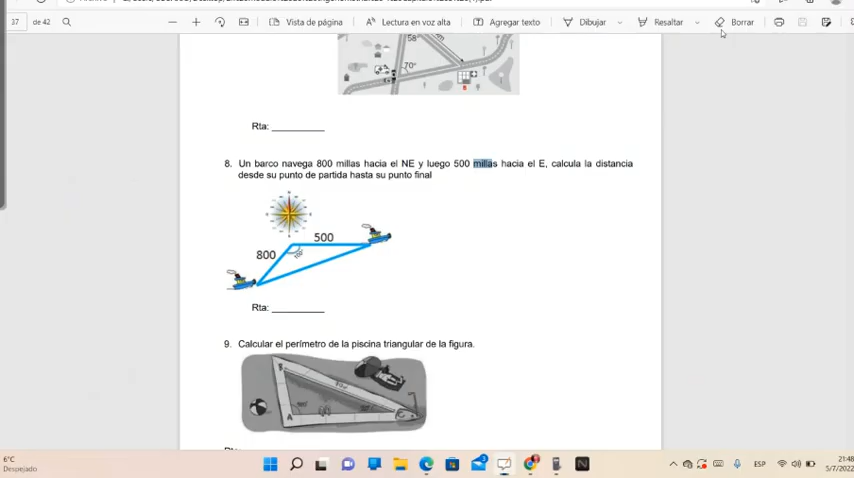 37 de 42 Vista de página Lectura en voz alta Agregar texto Dibujar Resaltar Borrar
58
70°
8
Rta: __________
8. Un barco navega 800 millas hacia el NE y luego 500 millas hacia el E, calcula la distancia
desde su punto de partida hasta su punto final
500
800
Rta: __________
9. Calcular el perímetro de la piscina triangular de la figura.
A
6°C
Despejado
ESP
21:48
5/7/2022